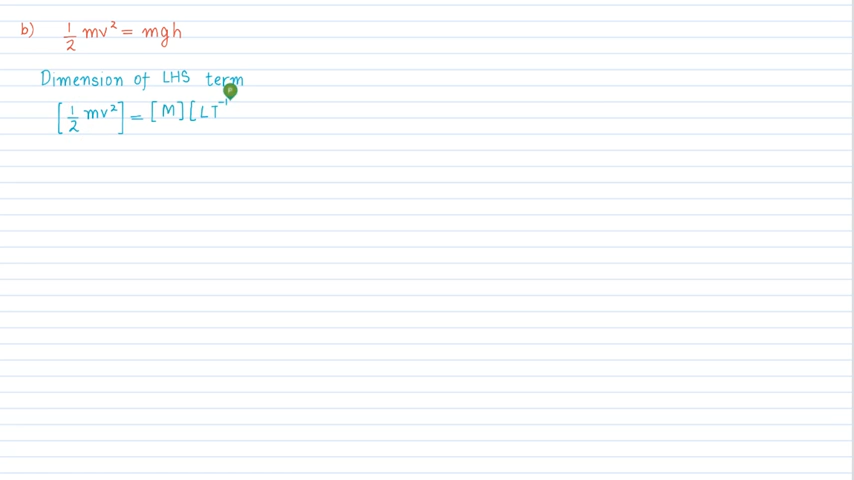 b) 1/2 mv² = mgh
Dimension of LHS term
[1/2 mv²] = [M][LT⁻¹